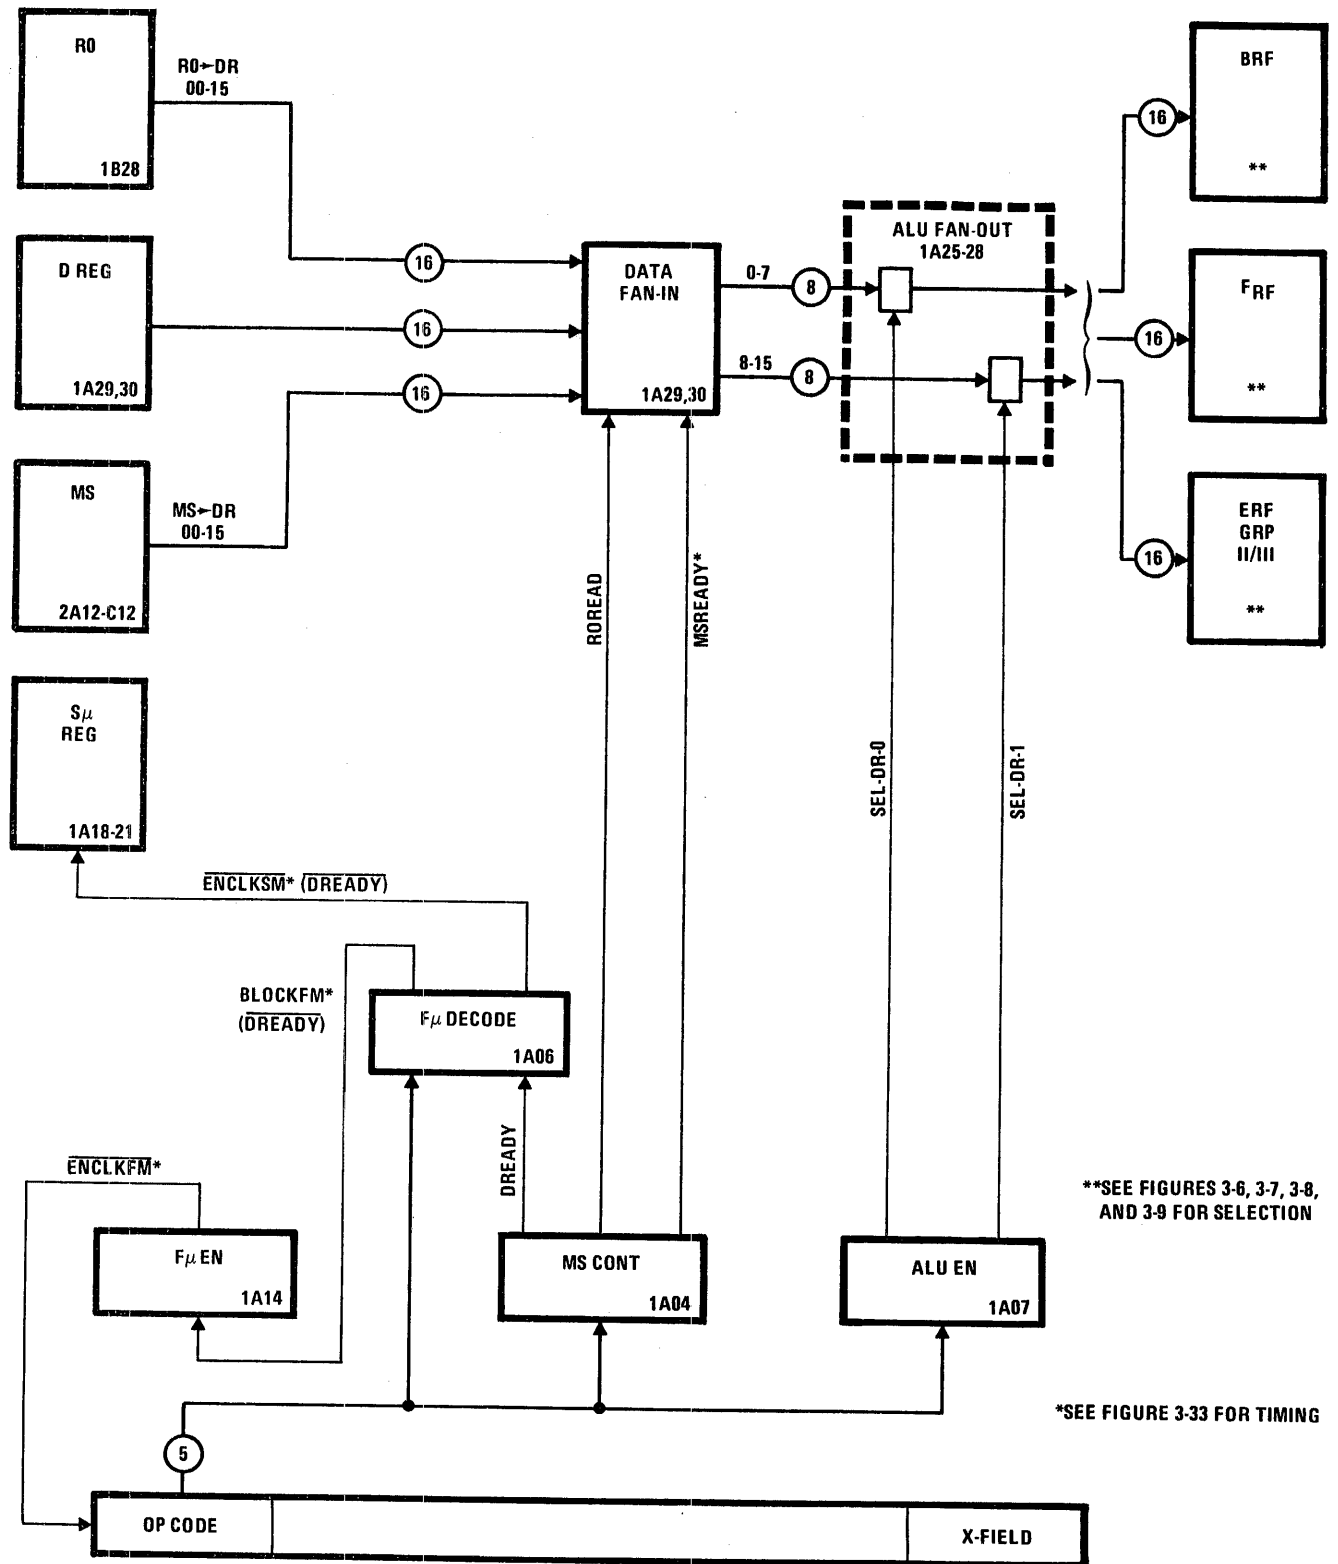 R0
1B28
R0→DR
00-15
16
D REG
1A29,30
16
MS
2A12-C12
MS→DR
00-15
16
DATA
FAN-IN
1A29,30
0-7
8
8-15
8
ALU FAN-OUT
1A25-28
16
BRF
**
16
FRF
**
16
ERF
GRP
II/III
**
Sμ
REG
1A18-21
ROREAD
MSREADY*
SEL-DR-0
SEL-DR-1
ENCLKSM* (DREADY)
BLOCKFM*
(DREADY)
Fμ DECODE
1A06
DREADY
ENCLKFM*
Fμ EN
1A14
MS CONT
1A04
ALU EN
1A07
**SEE FIGURES 3-6, 3-7, 3-8,
AND 3-9 FOR SELECTION
*SEE FIGURE 3-33 FOR TIMING
5
OP CODE
X-FIELD